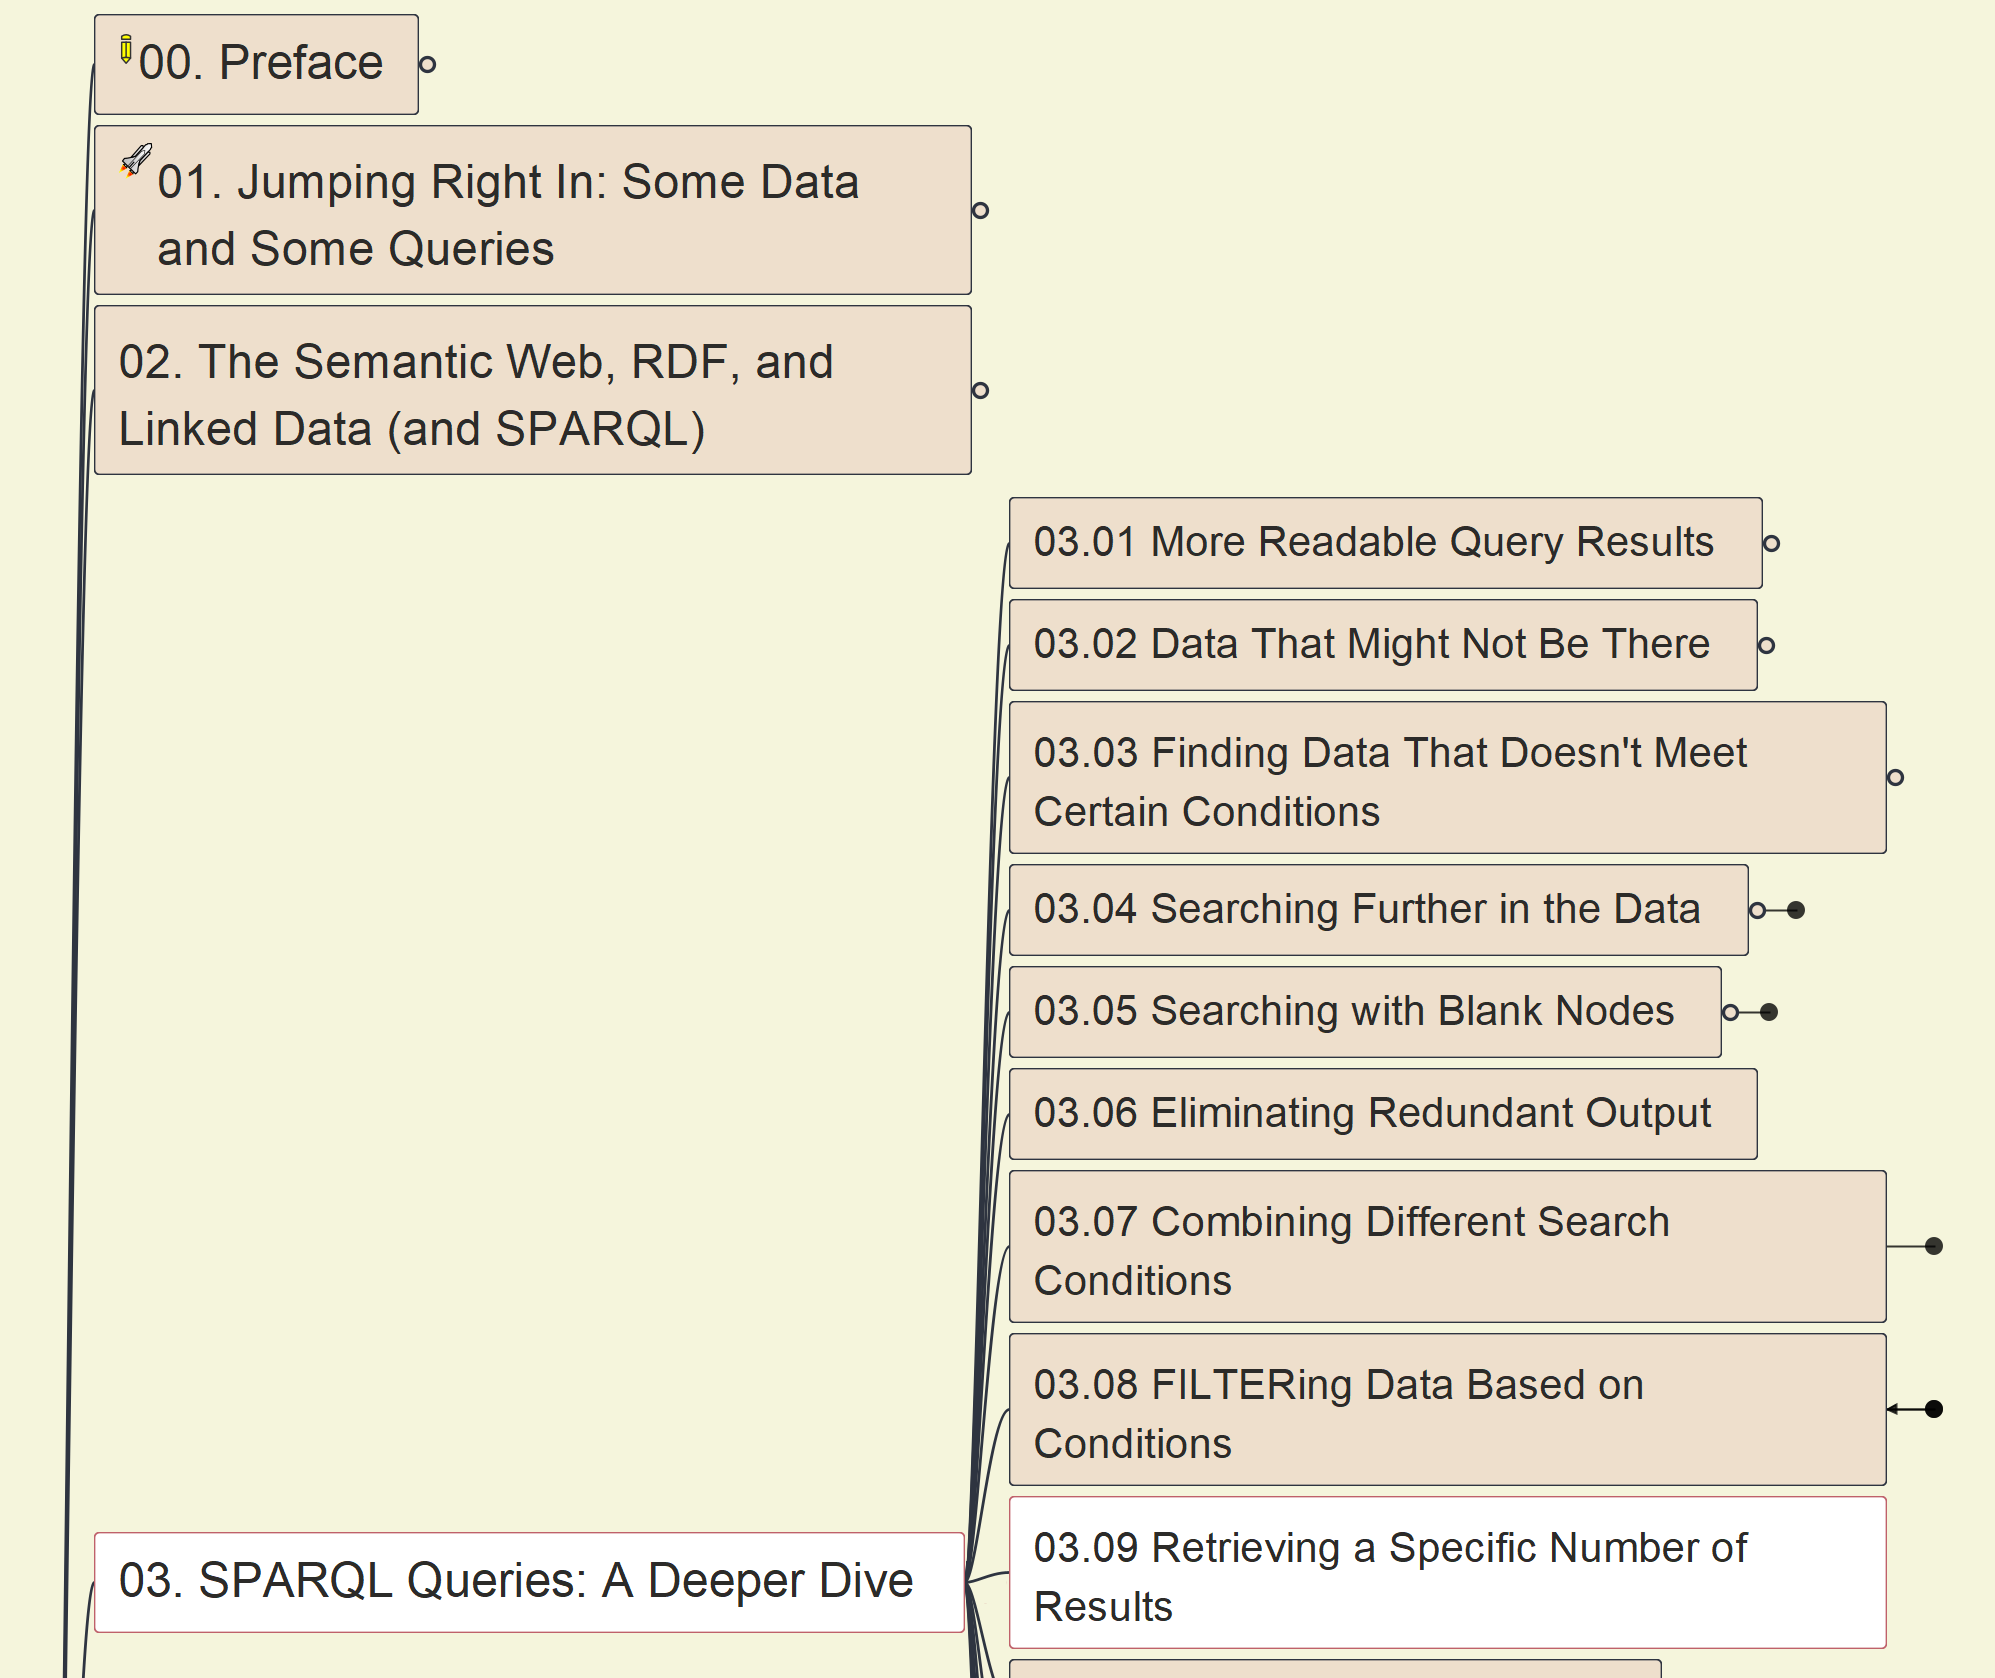 00. Preface
01. Jumping Right In: Some Data
and Some Queries
02. The Semantic Web, RDF, and
Linked Data (and SPARQL)
03.01 More Readable Query Results
03.02 Data That Might Not Be There
03.03 Finding Data That Doesn't Meet
Certain Conditions
03.04 Searching Further in the Data
03.05 Searching with Blank Nodes
03.06 Eliminating Redundant Output
03.07 Combining Different Search
Conditions
03.08 FILTERing Data Based on
Conditions
03. SPARQL Queries: A Deeper Dive
03.09 Retrieving a Specific Number of
Results